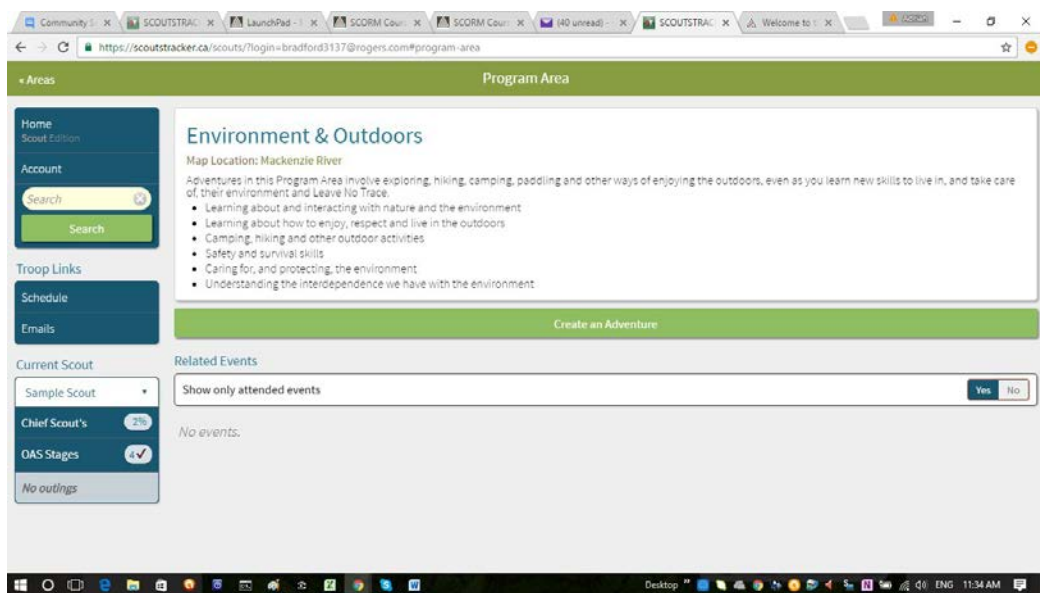 Community S
SCOUTSTRAC
LaunchPad - 1
SCORM Cour
SCORM Cour
(40 unread) -
SCOUTSTRAC
Welcome to t
https://scoutstracker.ca/scouts/?login=bradford3137@rogers.com#program-area
« Areas
Program Area
Home
Scout Edition
Account
Search
Search
Troop Links
Schedule
Emails
Current Scout
Sample Scout
Chief Scout's 2%
OAS Stages 4✔
No outings
Environment & Outdoors
Map Location: Mackenzie River
Adventures in this Program Area involve exploring, hiking, camping, paddling and other ways of enjoying the outdoors, even as you learn new skills to live in, and take care
of, their environment and Leave No Trace.
• Learning about and interacting with nature and the environment
• Learning about how to enjoy, respect and live in the outdoors
• Camping, hiking and other outdoor activities
• Safety and survival skills
• Caring for, and protecting, the environment
• Understanding the interdependence we have with the environment
Create an Adventure
Related Events
Show only attended events
Yes No
No events.
Desktop
ENG 11:34 AM